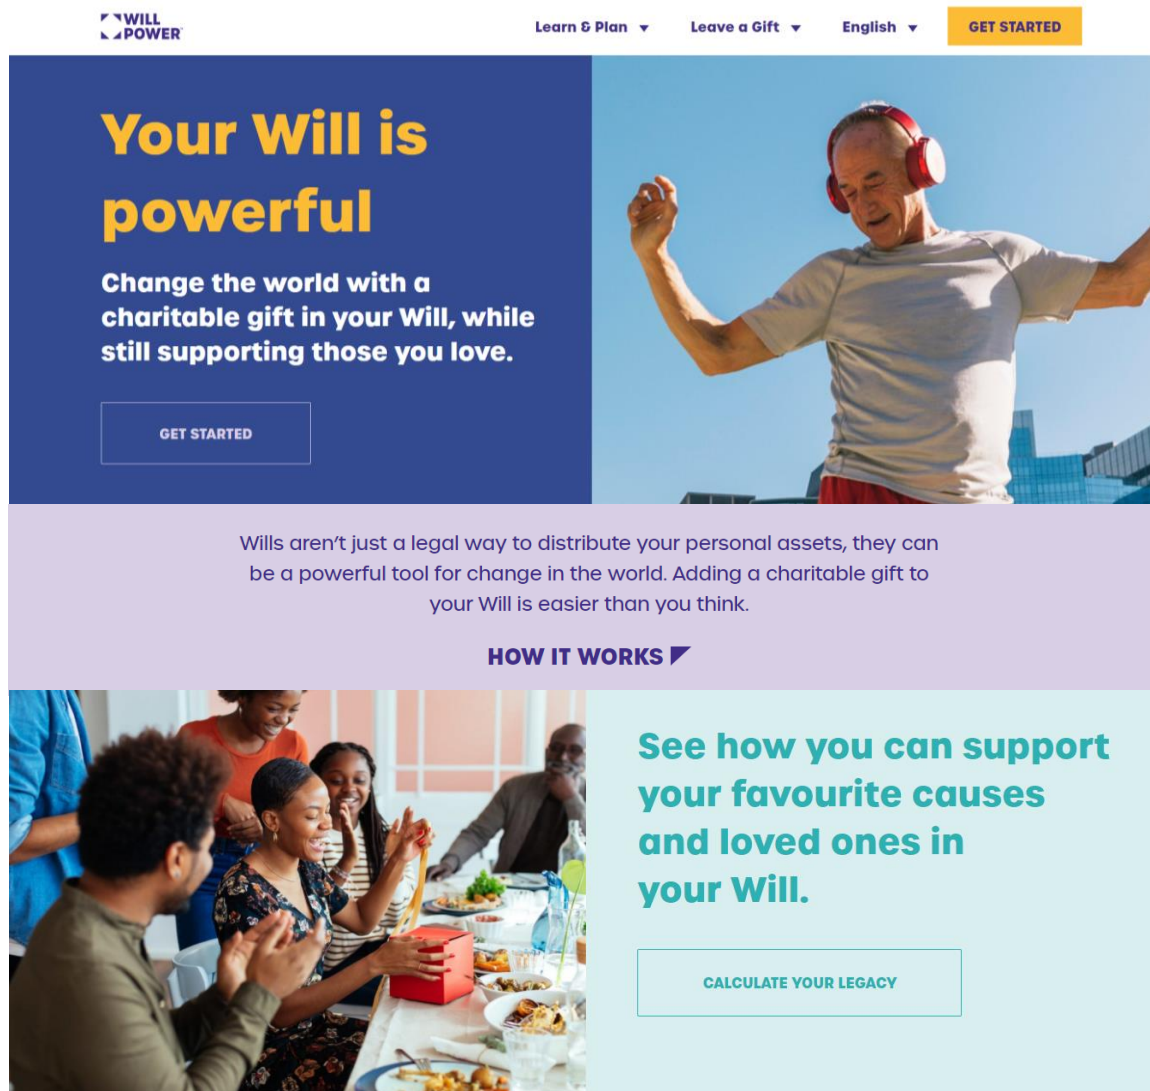 WILL
POWER
Learn & Plan
Leave a Gift
English
GET STARTED
Your Will is
powerful
Change the world with a
charitable gift in your Will, while
still supporting those you love.
GET STARTED
Wills aren't just a legal way to distribute your personal assets, they can
be a powerful tool for change in the world. Adding a charitable gift to
your Will is easier than you think.
HOW IT WORKS
See how you can support
your favourite causes
and loved ones in
your Will.
CALCULATE YOUR LEGACY